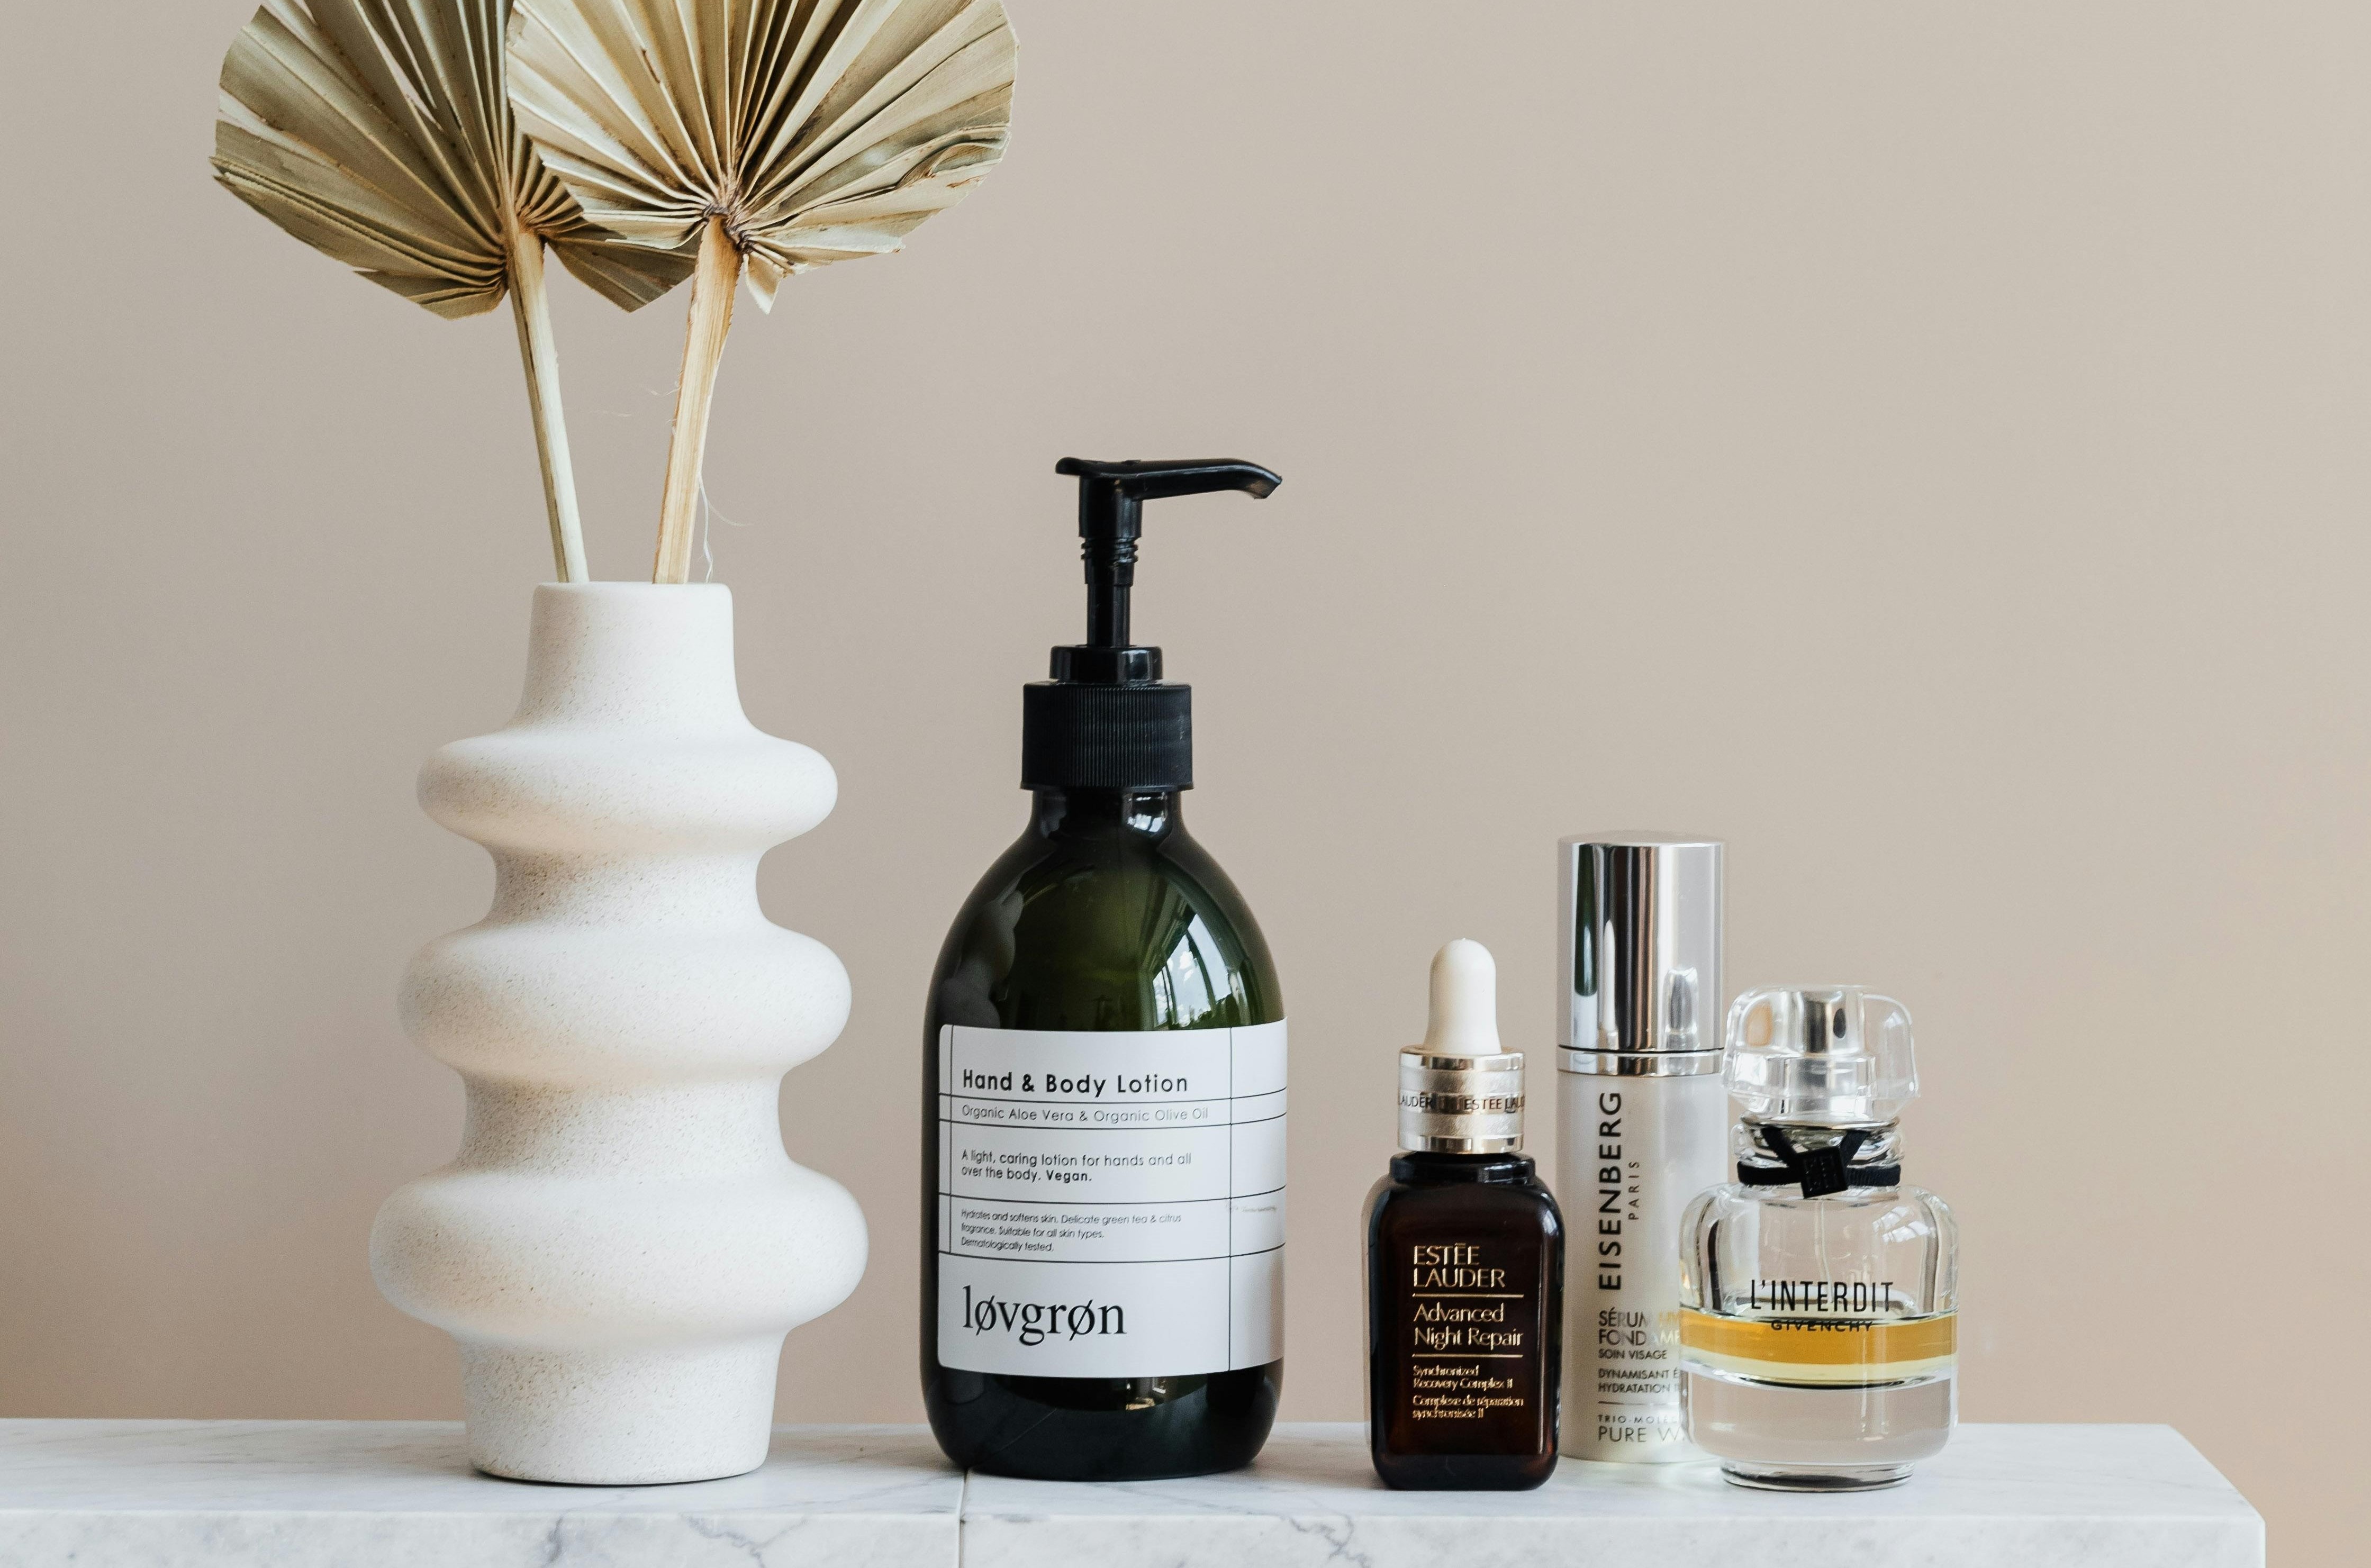 Hand & Body Lotion
Organic Aloe Vera & Organic Olive Oil
A light, caring lotion for hands and all
over the body. Vegan.
Hydrates and softens skin. Delicate green tea & citrus
fragrance. Suitable for all skin types.
Dermatologically tested.
løvgrøn
ESTEE
ESTĒE
LAUDER
Advanced
Night Repair
Synchronized
Recovery Complex II
Complexe de réparation
synchronisée II
EISENBERG
PARIS
SÉRUM
SOIN VISAGE
DYNAMISANT
HYDRATATION
PURE
L'INTERDIT
GIVENCHY